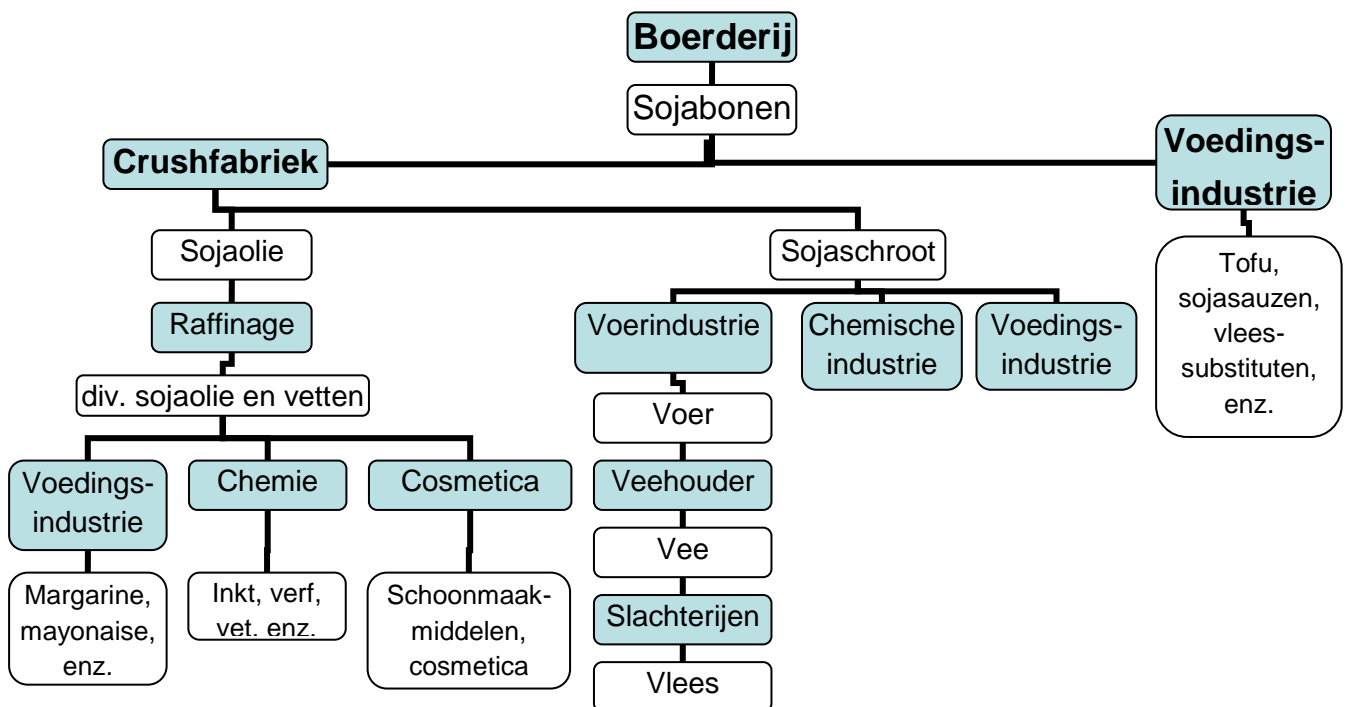 Boerderij
Sojabonen
Crushfabriek
Voedings-
industrie
Sojaolie
Sojaschroot
Tofu,
sojasauzen,
vlees-
substituten,
enz.
Raffinage
Voerindustrie
Chemische
industrie
Voedings-
industrie
div. sojaolie en vetten
Voer
Voedings-
industrie
Chemie
Cosmetica
Veehouder
Vee
Margarine,
mayonaise,
enz.
Inkt, verf,
vet. enz.
Schoonmaak-
middelen,
cosmetica
Slachterijen
Vlees